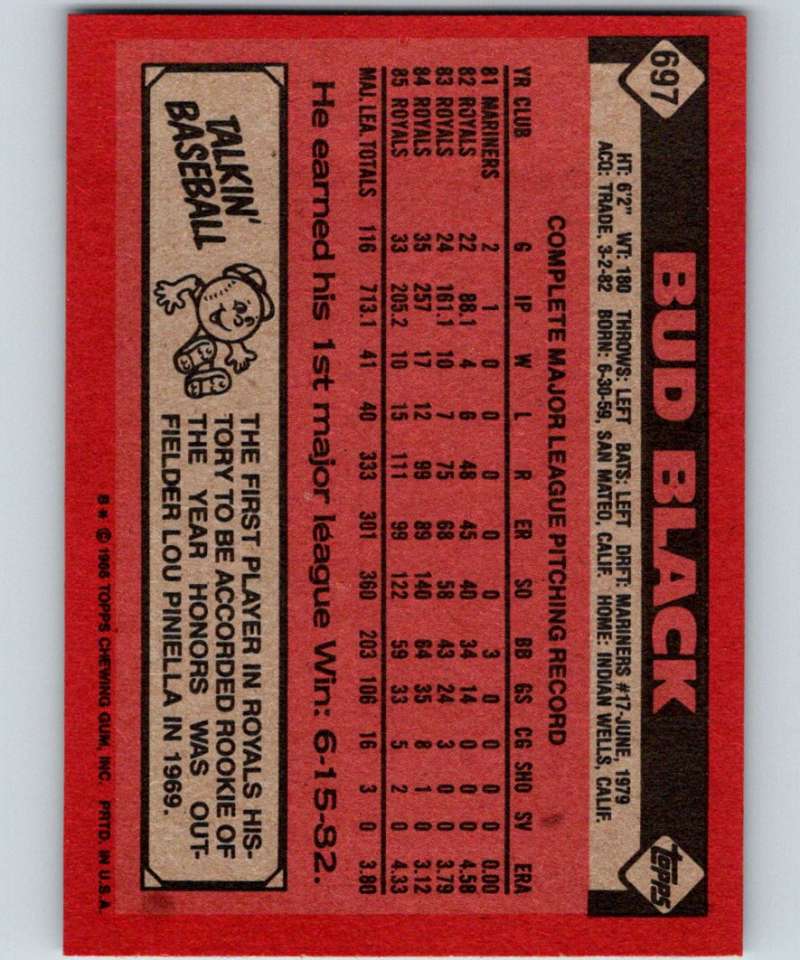 697
BUD BLACK
topps
HT: 6'2" WT: 180 THROWS: LEFT BATS: LEFT DRFT: MARINERS #17-JUNE, 1979
ACQ: TRADE, 3-2-82 BORN: 6-30-59, SAN MATEO, CALIF. HOME: INDIAN WELLS, CALIF.
COMPLETE MAJOR LEAGUE PITCHING RECORD
YR CLUB G IP W L R ER SO BB GS CG SHO SV ERA
81 MARINERS 2 1 0 0 0 0 0 3 0 0 0 0 0.00
82 ROYALS 22 88.1 4 6 48 45 40 34 14 0 0 0 4.58
83 ROYALS 24 161.1 10 7 75 68 58 43 24 3 0 0 3.79
84 ROYALS 35 257 17 12 99 89 140 64 35 8 1 0 3.12
85 ROYALS 33 205.2 10 15 111 99 122 59 33 5 2 0 4.33
MAJ. LEA. TOTALS 116 713.1 41 40 333 301 360 203 106 16 3 0 3.80
He earned his 1st major league Win: 6-15-82.
TALKIN'
BASEBALL
THE FIRST PLAYER IN ROYALS HIS-
TORY TO BE ACCORDED ROOKIE OF
THE YEAR HONORS WAS OUT-
FIELDER LOU PINIELLA IN 1969.
B* © 1986 TOPPS CHEWING GUM, INC. PRTD. IN U.S.A.